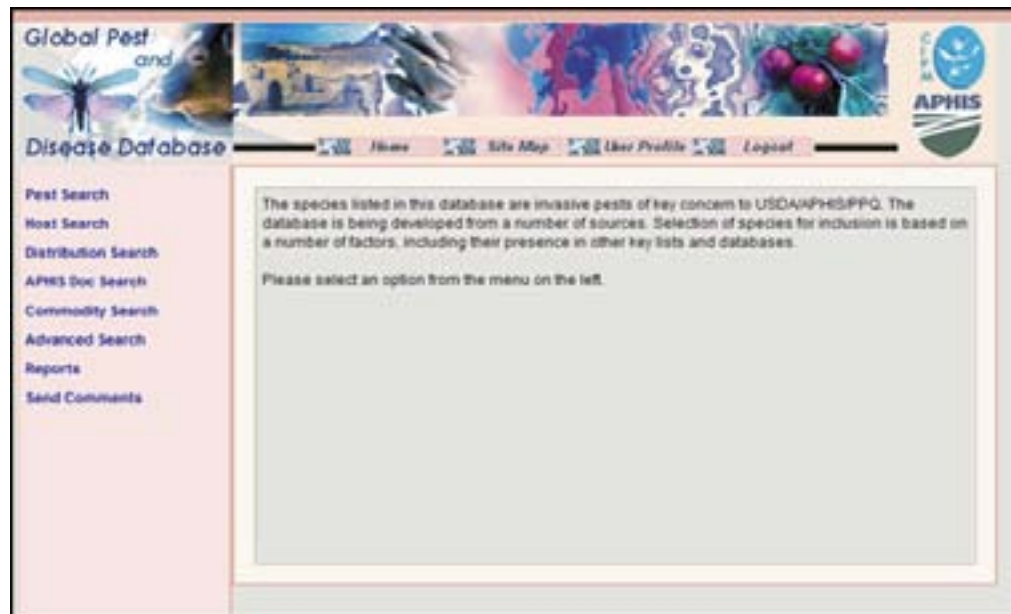 Global Pest
and
Disease Database
CIPM
APHIS
Home Site Map User Profile Logout
Pest Search
Host Search
Distribution Search
APHIS Doc Search
Commodity Search
Advanced Search
Reports
Send Comments
The species listed in this database are invasive pests of key concern to USDA/APHIS/PPQ. The
database is being developed from a number of sources. Selection of species for inclusion is based on
a number of factors, including their presence in other key lists and databases.
Please select an option from the menu on the left.